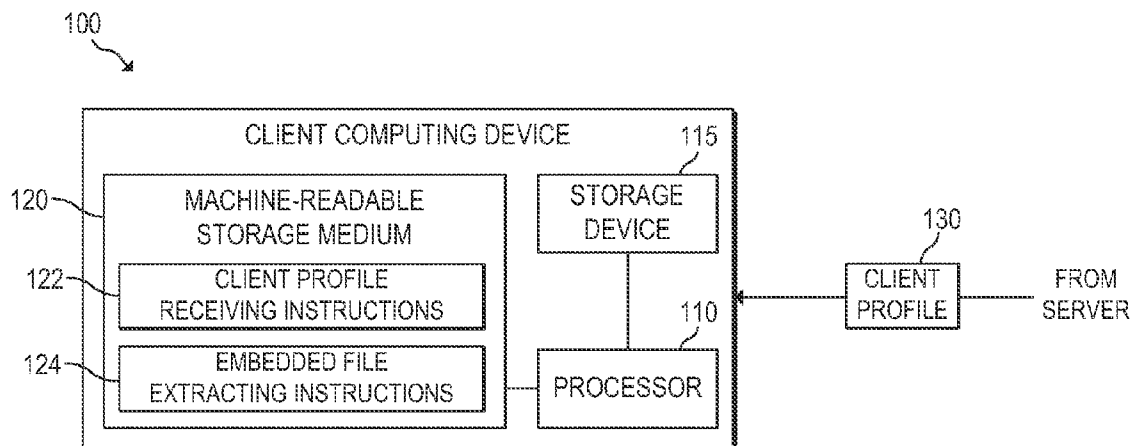 100
CLIENT COMPUTING DEVICE
115
120
MACHINE-READABLE
STORAGE MEDIUM
STORAGE
DEVICE
122
CLIENT PROFILE
RECEIVING INSTRUCTIONS
130
CLIENT
PROFILE
FROM
SERVER
110
124
EMBEDDED FILE
EXTRACTING INSTRUCTIONS
PROCESSOR